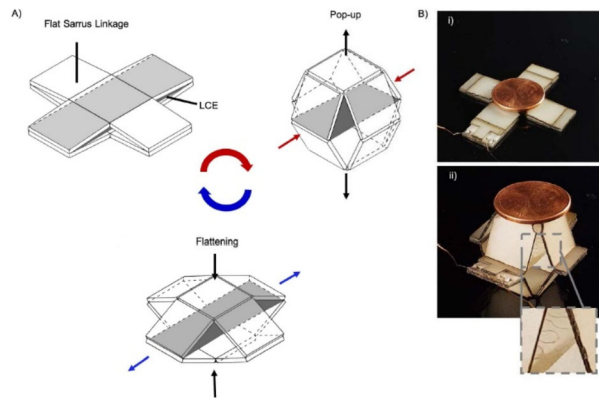 A)
Flat Sarrus Linkage
LCE
Pop-up
Flattening
B)
i)
ii)